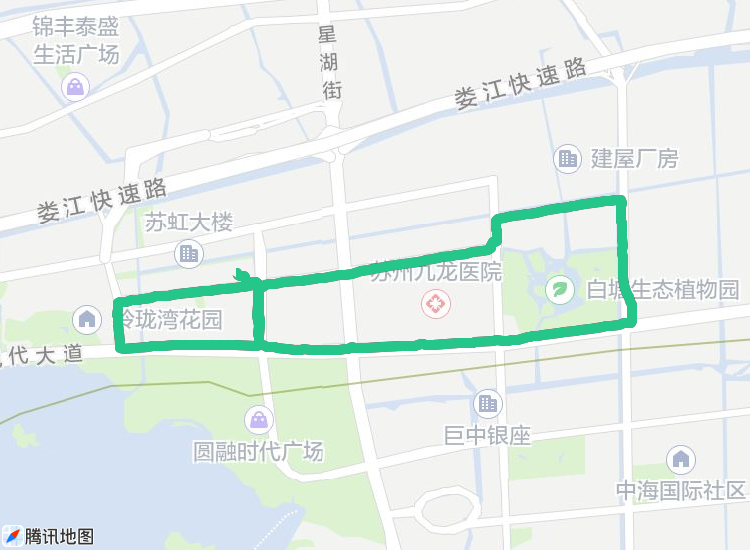 锦丰泰盛
生活广场
星湖街
娄江快速路
建屋厂房
娄江快速路
苏虹大楼
苏州九龙医院
白塘生态植物园
玲珑湾花园
现代大道
圆融时代广场
巨中银座
中海国际社区
腾讯地图